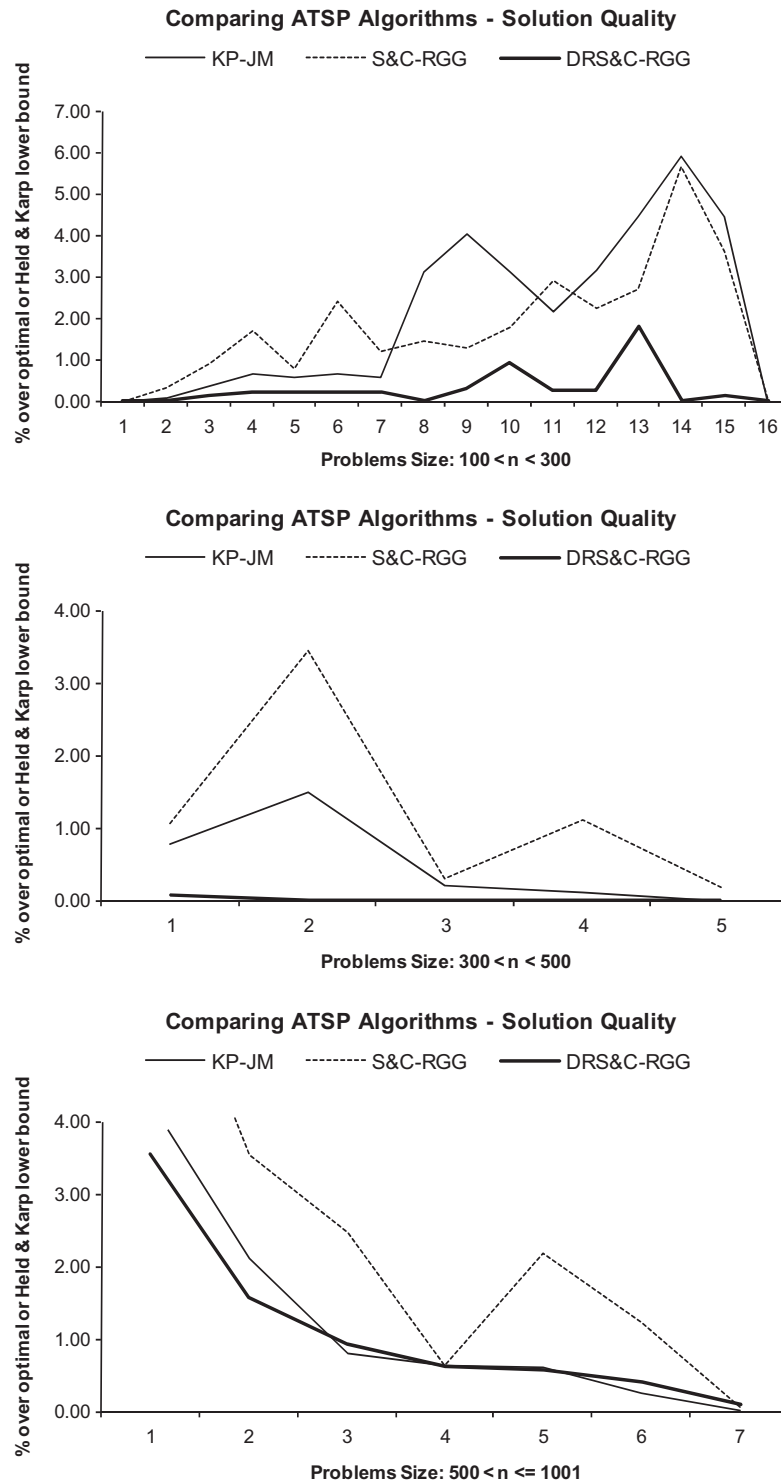 Comparing ATSP Algorithms - Solution Quality
KP-JM S&C-RGG DRS&C-RGG
% over optimal or Held & Karp lower bound
7.00
6.00
5.00
4.00
3.00
2.00
1.00
0.00
1 2 3 4 5 6 7 8 9 10 11 12 13 14 15 16
Problems Size: 100 < n < 300
Comparing ATSP Algorithms - Solution Quality
KP-JM S&C-RGG DRS&C-RGG
% over optimal or Held & Karp lower bound
4.00
3.00
2.00
1.00
0.00
1 2 3 4 5
Problems Size: 300 < n < 500
Comparing ATSP Algorithms - Solution Quality
KP-JM S&C-RGG DRS&C-RGG
% over optimal or Held & Karp lower bound
4.00
3.00
2.00
1.00
0.00
1 2 3 4 5 6 7
Problems Size: 500 < n <= 1001